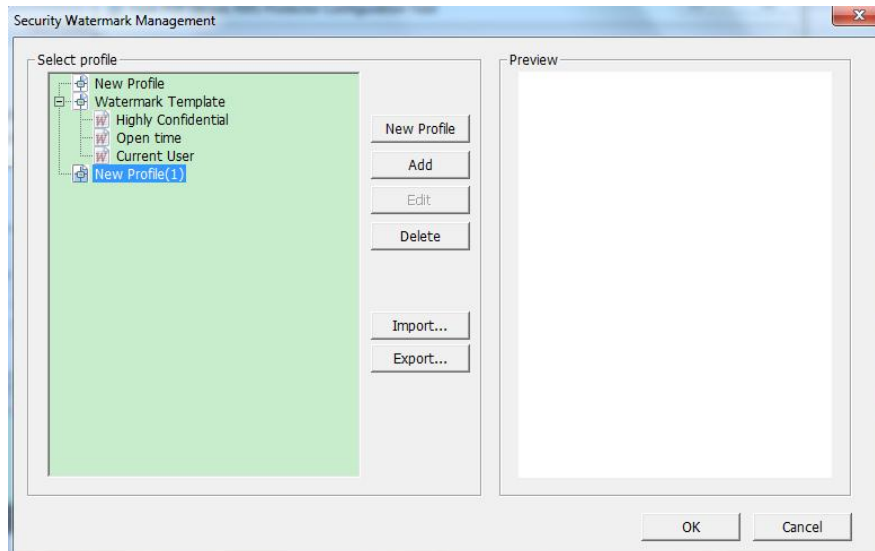 Security Watermark Management
Select profile
New Profile
Watermark Template
Highly Confidential
Open time
Current User
New Profile(1)
New Profile
Add
Edit
Delete
Import...
Export...
Preview
OK
Cancel